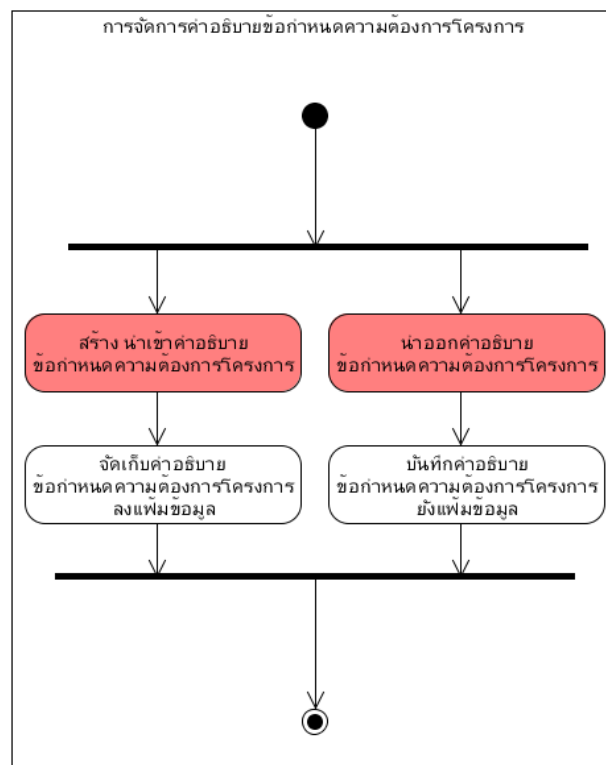 การจัดการคำอธิบายข้อกำหนดความต้องการโครงการ
สร้าง นำเข้าคำอธิบาย
ข้อกำหนดความต้องการโครงการ
นำออกคำอธิบาย
ข้อกำหนดความต้องการโครงการ
จัดเก็บคำอธิบาย
ข้อกำหนดความต้องการโครงการ
ลงแฟ้มข้อมูล
บันทึกคำอธิบาย
ข้อกำหนดความต้องการโครงการ
ยังแฟ้มข้อมูล